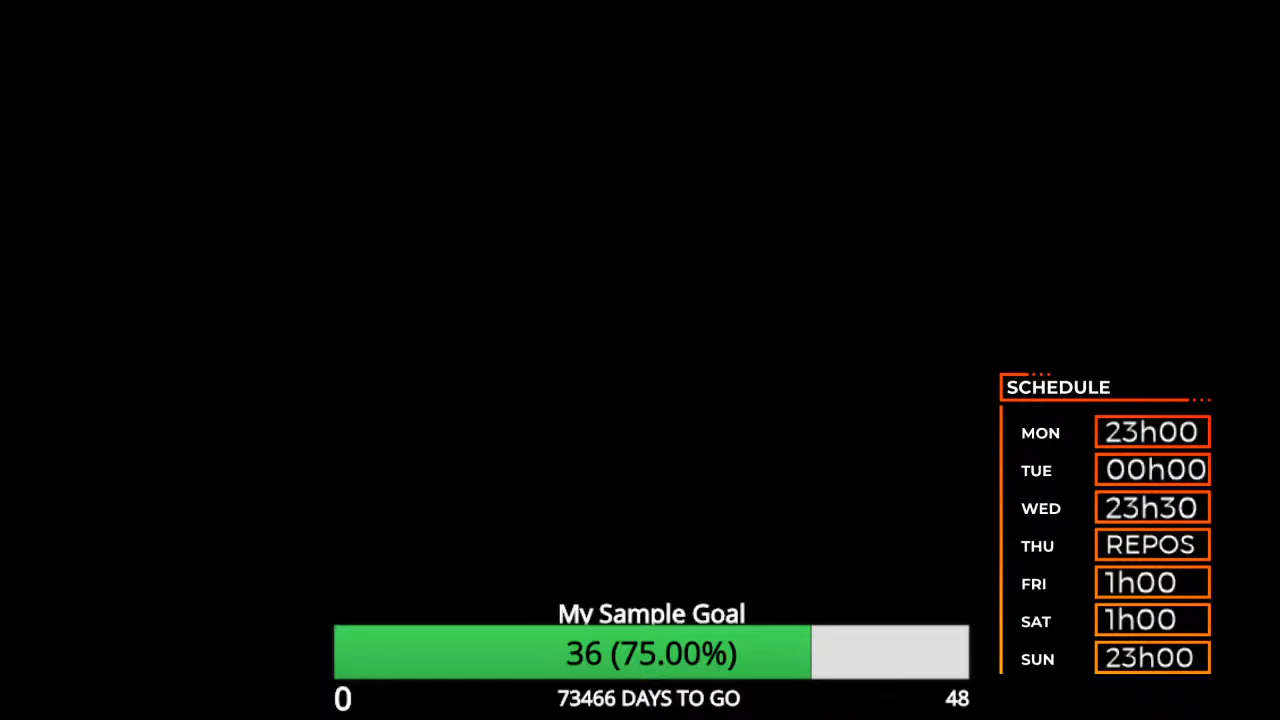 SCHEDULE
MON 23h00
TUE 00h00
WED 23h30
THU REPOS
FRI 1h00
SAT 1h00
SUN 23h00
My Sample Goal
36 (75.00%)
0 73466 DAYS TO GO 48